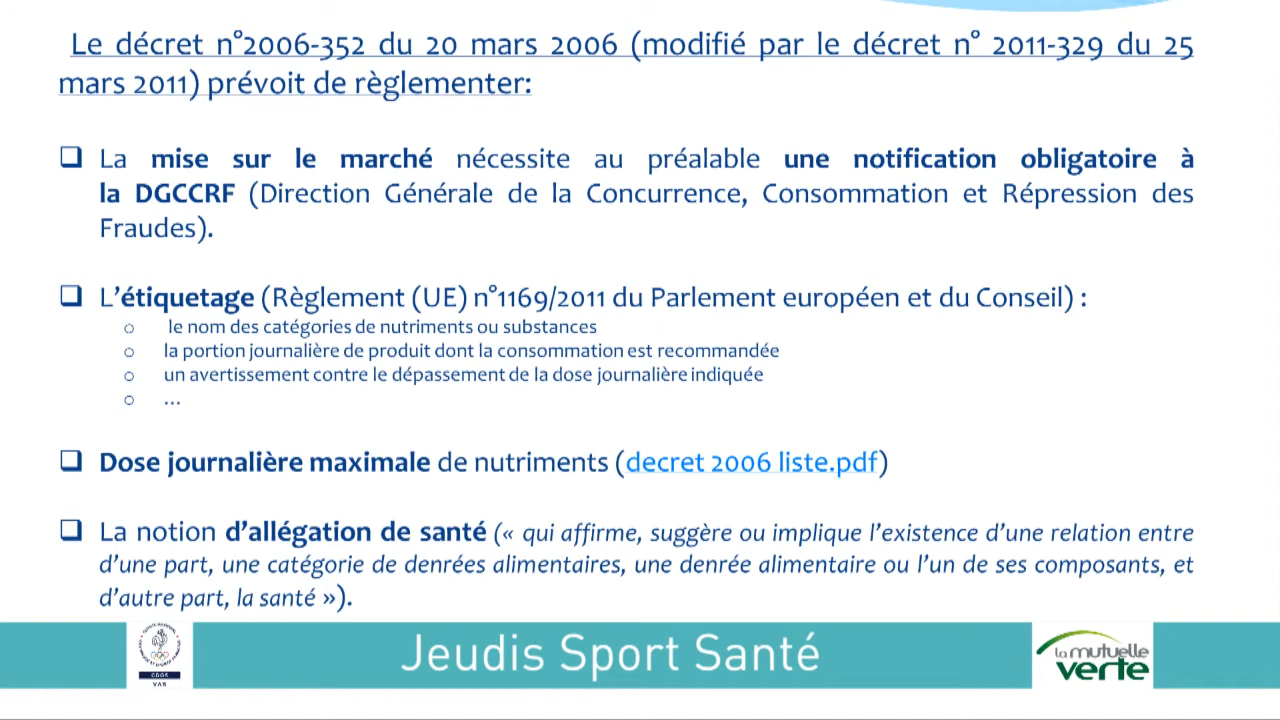 Le décret n°2006-352 du 20 mars 2006 (modifié par le décret n° 2011-329 du 25
mars 2011) prévoit de règlementer:
La mise sur le marché nécessite au préalable une notification obligatoire à
la DGCCRF (Direction Générale de la Concurrence, Consommation et Répression des
Fraudes).
L'étiquetage (Règlement (UE) n°1169/2011 du Parlement européen et du Conseil) :
le nom des catégories de nutriments ou substances
la portion journalière de produit dont la consommation est recommandée
un avertissement contre le dépassement de la dose journalière indiquée
...
Dose journalière maximale de nutriments (decret 2006 liste.pdf)
La notion d'allégation de santé (« qui affirme, suggère ou implique l'existence d'une relation entre
d'une part, une catégorie de denrées alimentaires, une denrée alimentaire ou l'un de ses composants, et
d'autre part, la santé »).
CDOS
VAR
Jeudis Sport Santé
la mutuelle
verte